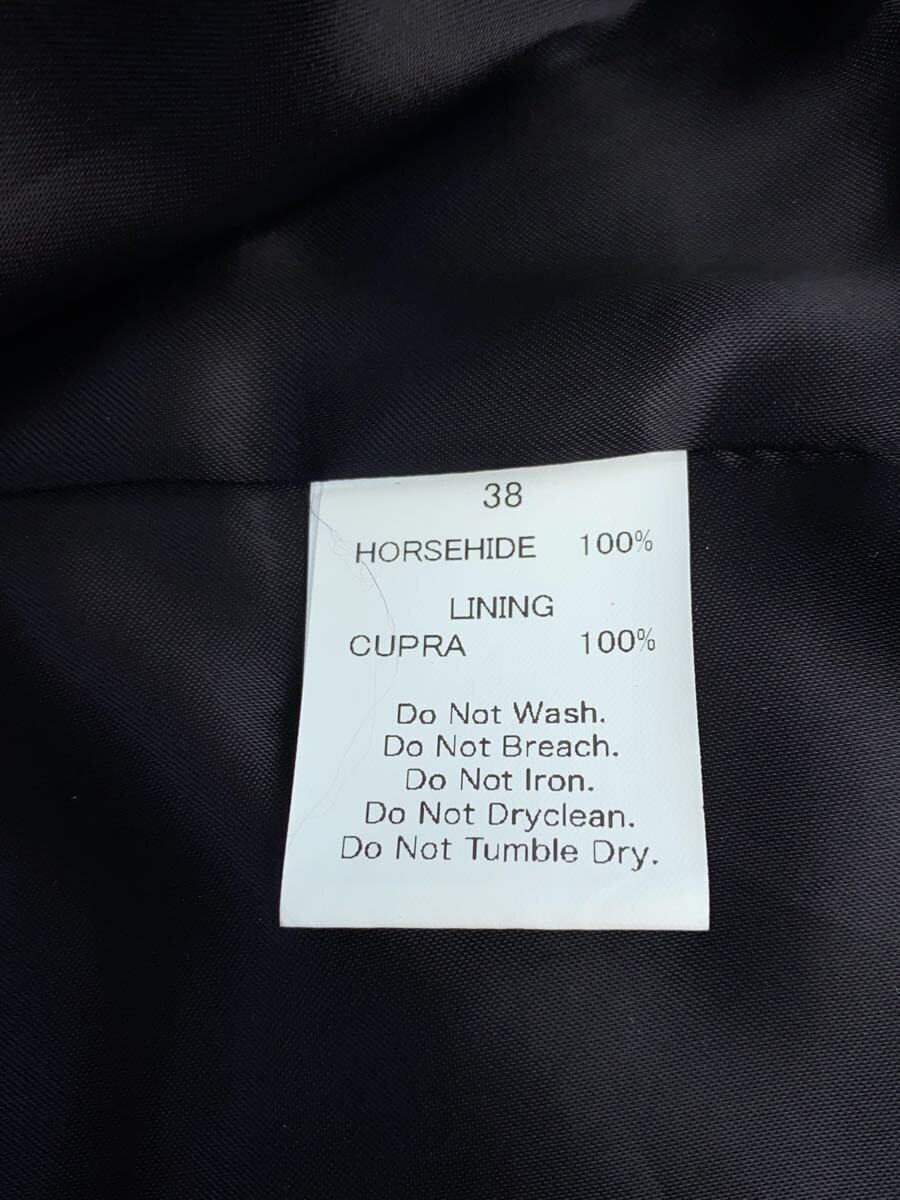 38
HORSEHIDE 100%
LINING
CUPRA 100%
Do Not Wash.
Do Not Breach.
Do Not Iron.
Do Not Dryclean.
Do Not Tumble Dry.